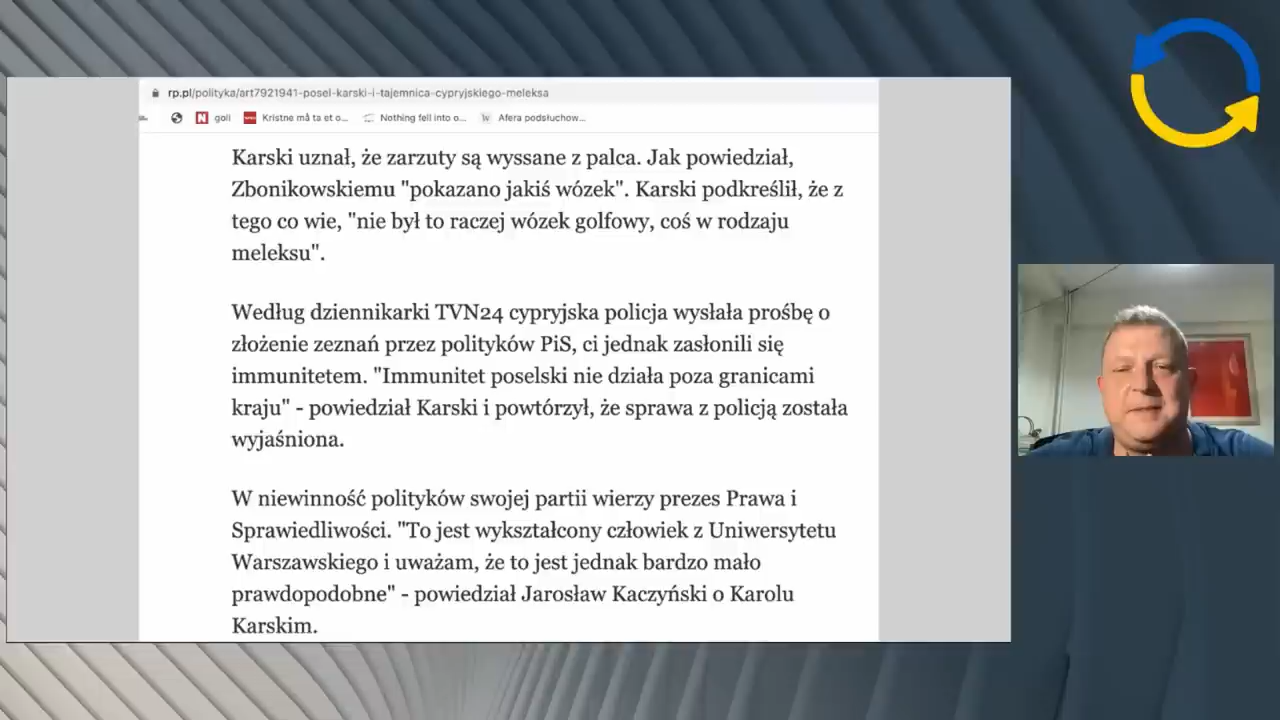 rp.pl/polityka/art7921941-posel-karski-i-tajemnica-cypryjskiego-meleksa
goli Kristne må ta et o... Nothing fell into o... Afera podsłuchow...
Karski uznał, że zarzuty są wyssane z palca. Jak powiedział,
Zbonikowskiemu "pokazano jakiś wózek". Karski podkreślił, że z
tego co wie, "nie był to raczej wózek golfowy, coś w rodzaju
meleksu".
Według dziennikarki TVN24 cypryjska policja wysłała prośbę o
złożenie zeznań przez polityków PiS, ci jednak zasłonili się
immunitetem. "Immunitet poselski nie działa poza granicami
kraju" - powiedział Karski i powtórzył, że sprawa z policją została
wyjaśniona.
W niewinność polityków swojej partii wierzy prezes Prawa i
Sprawiedliwości. "To jest wykształcony człowiek z Uniwersytetu
Warszawskiego i uważam, że to jest jednak bardzo mało
prawdopodobne" - powiedział Jarosław Kaczyński o Karolu
Karskim.